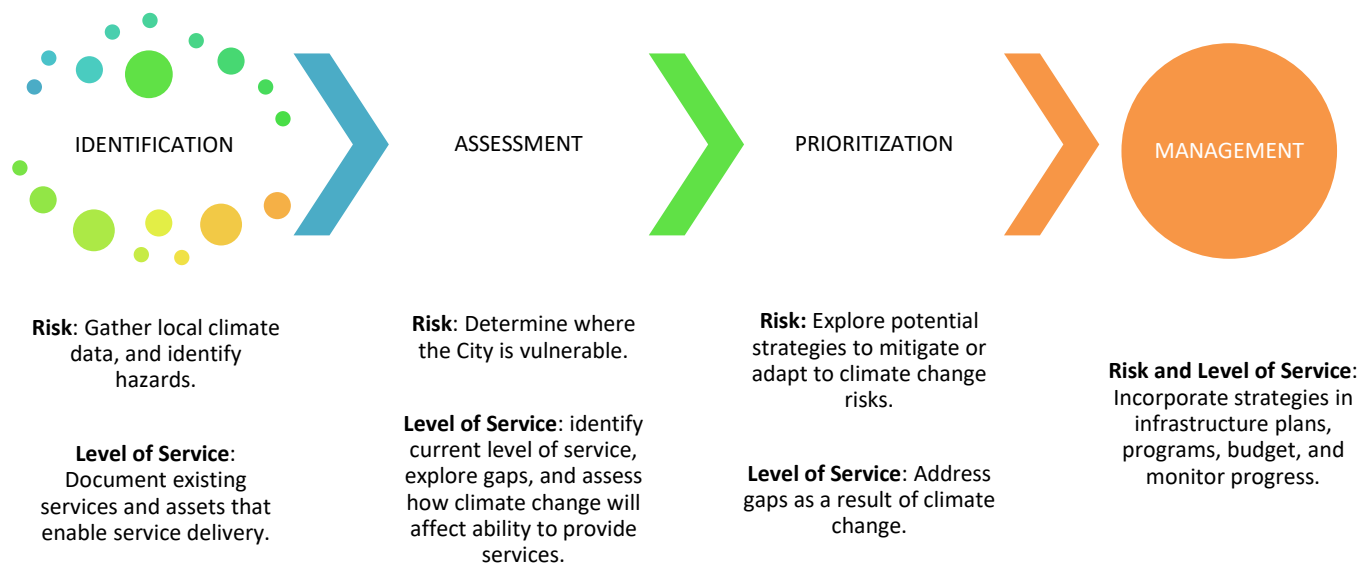 IDENTIFICATION
ASSESSMENT
PRIORITIZATION
MANAGEMENT
Risk: Gather local climate
data, and identify
hazards.
Level of Service:
Document existing
services and assets that
enable service delivery.
Risk: Determine where
the City is vulnerable.
Level of Service: identify
current level of service,
explore gaps, and assess
how climate change will
affect ability to provide
services.
Risk: Explore potential
strategies to mitigate or
adapt to climate change
risks.
Level of Service: Address
gaps as a result of climate
change.
Risk and Level of Service:
Incorporate strategies in
infrastructure plans,
programs, budget, and
monitor progress.